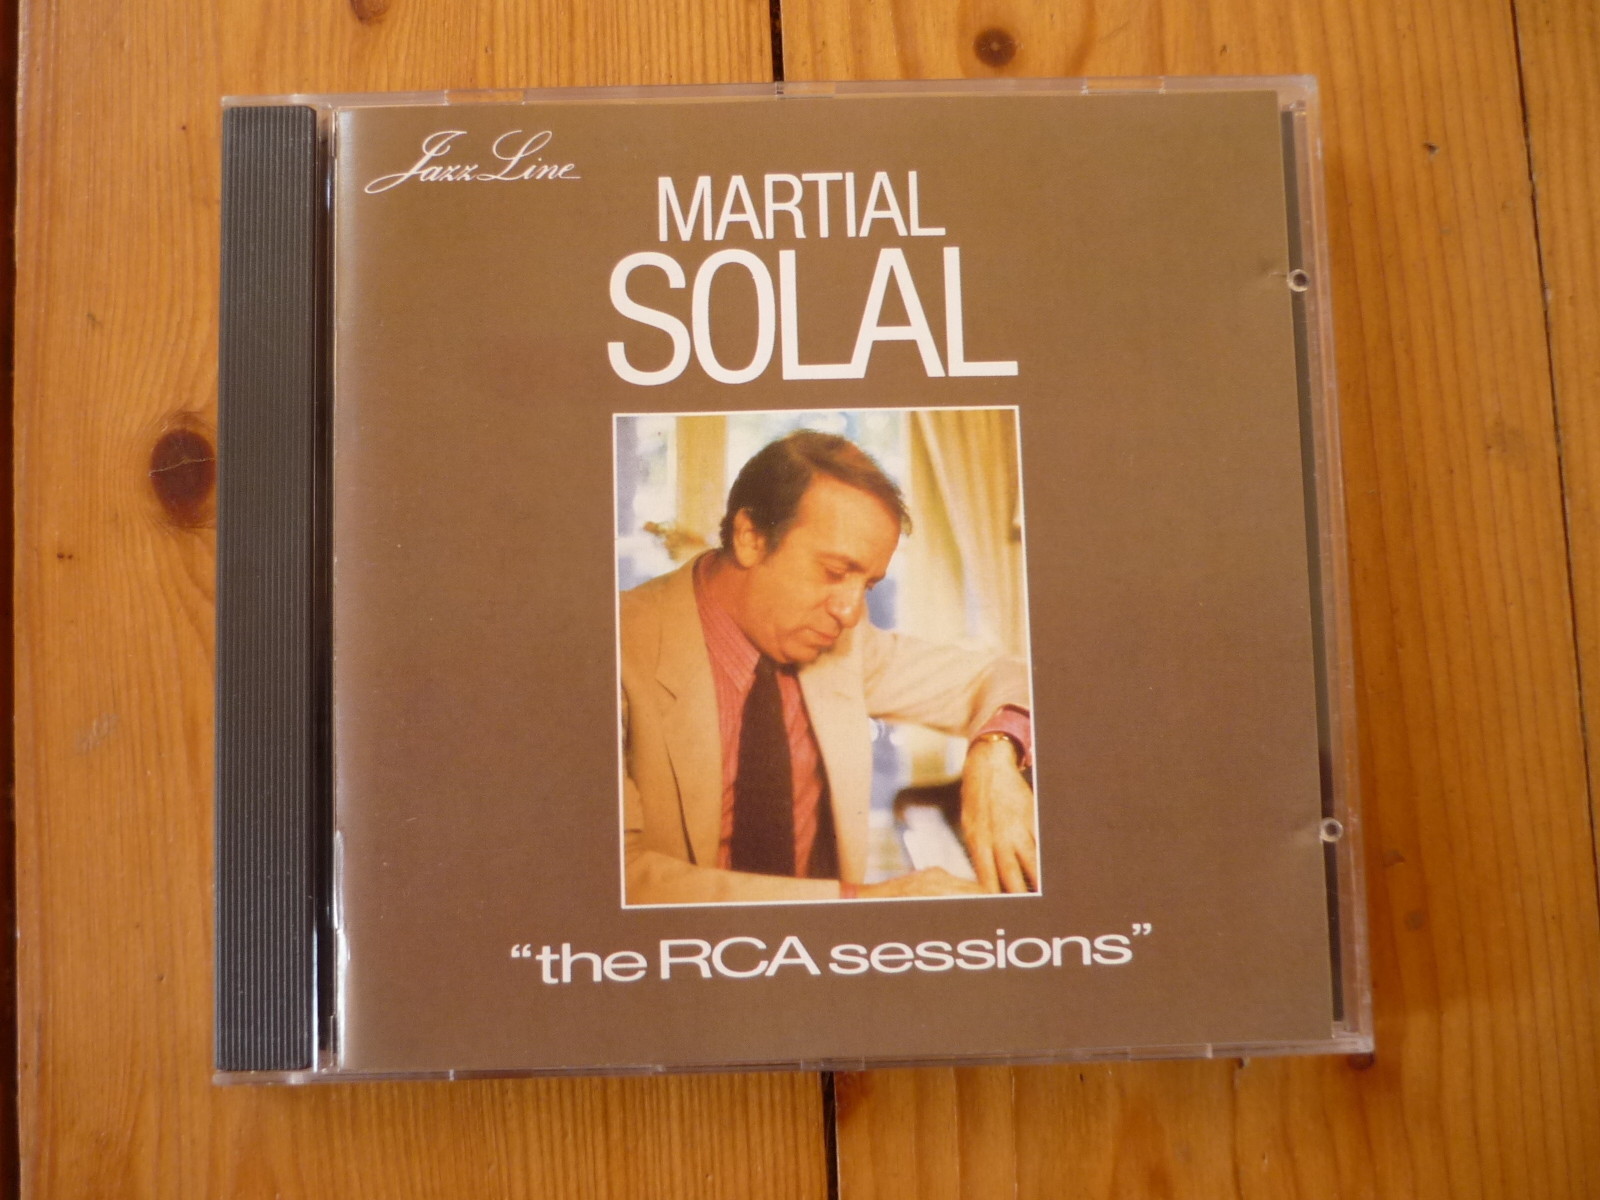 Jazz Line
MARTIAL
SOLAL
“the RCA sessions”